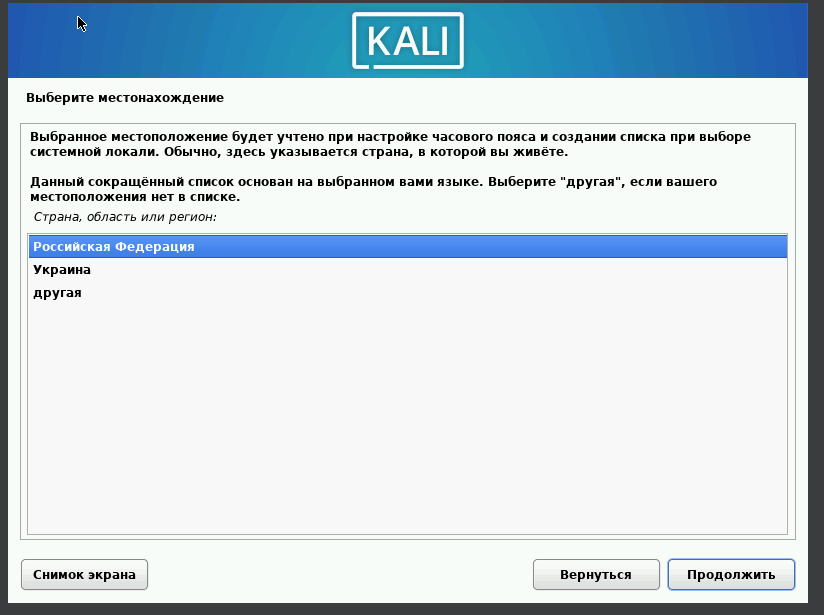 KALI
Выберите местонахождение
Выбранное местоположение будет учтено при настройке часового пояса и создании списка при выборе
системной локали. Обычно, здесь указывается страна, в которой вы живёте.
Данный сокращённый список основан на выбранном вами языке. Выберите "другая", если вашего
местоположения нет в списке.
Страна, область или регион:
Российская Федерация
Украина
другая
Снимок экрана
Вернуться
Продолжить